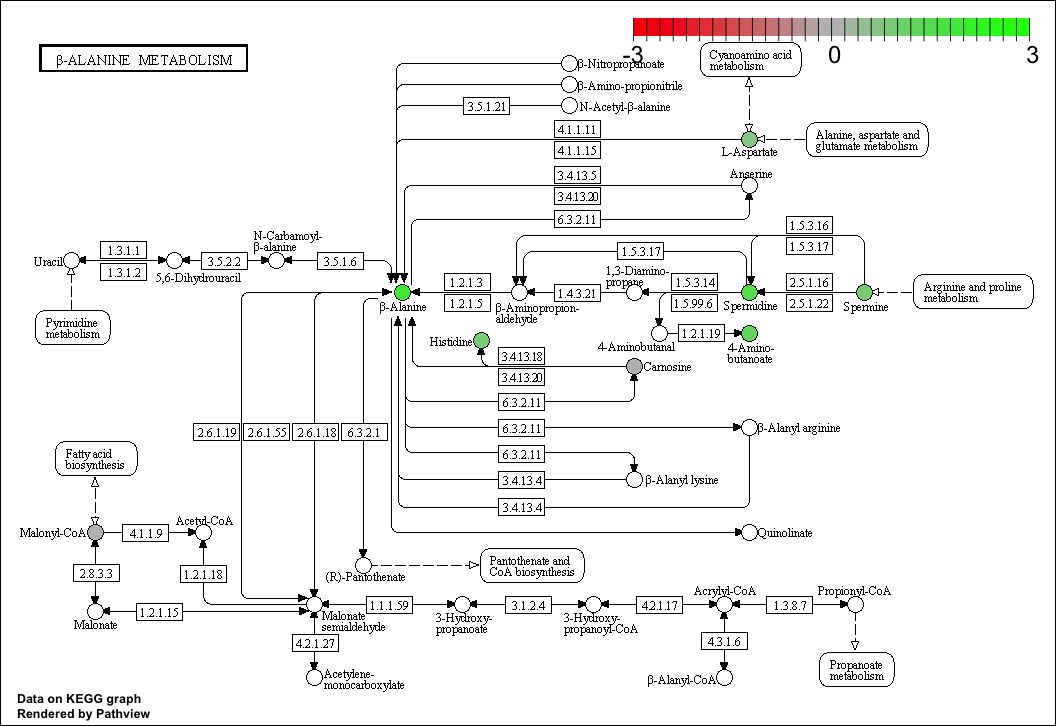 β-ALANINE METABOLISM
-3
0
3
Cyanoamino acid
metabolism
β-Nitropropanoate
β-Amino-propionitrile
3.5.1.21
N-Acetyl-β-alanine
4.1.1.11
4.1.1.15
L-Aspartate
Alanine, aspartate and
glutamate metabolism
3.4.13.5
3.4.13.20
Anserine
6.3.2.11
1.5.3.16
1.5.3.17
1.5.3.17
Uracil
1.3.1.1
1.3.1.2
5,6-Dihydrouracil
3.5.2.2
N-Carbamoyl-
β-alanine
3.5.1.6
β-Alanine
1.2.1.3
1.2.1.5
β-Aminopropion-
aldehyde
1.4.3.21
1,3-Diamino-
propane
1.5.3.14
1.5.99.6
Spermidine
2.5.1.16
2.5.1.22
Spermine
Arginine and proline
metabolism
Pyrimidine
metabolism
4-Aminobutanal
1.2.1.19
4-Amino-
butanoate
Histidine
3.4.13.18
3.4.13.20
Carnosine
6.3.2.11
2.6.1.19
2.6.1.55
2.6.1.18
6.3.2.1
6.3.2.11
β-Alanyl arginine
6.3.2.11
3.4.13.4
β-Alanyl lysine
3.4.13.4
Fatty acid
biosynthesis
Malonyl-CoA
4.1.1.9
Acetyl-CoA
Quinolinate
2.8.3.3
1.2.1.18
(R)-Pantothenate
Pantothenate and
CoA biosynthesis
Malonate
1.2.1.15
Malonate
semialdehyde
1.1.1.59
3-Hydroxy-
propanoate
3.1.2.4
3-Hydroxy-
propanoyl-CoA
4.2.1.17
Acrylyl-CoA
1.3.8.7
Propionyl-CoA
4.2.1.27
4.3.1.6
Acetylene-
monocarboxylate
β-Alanyl-CoA
Propanoate
metabolism
Data on KEGG graph
Rendered by Pathview